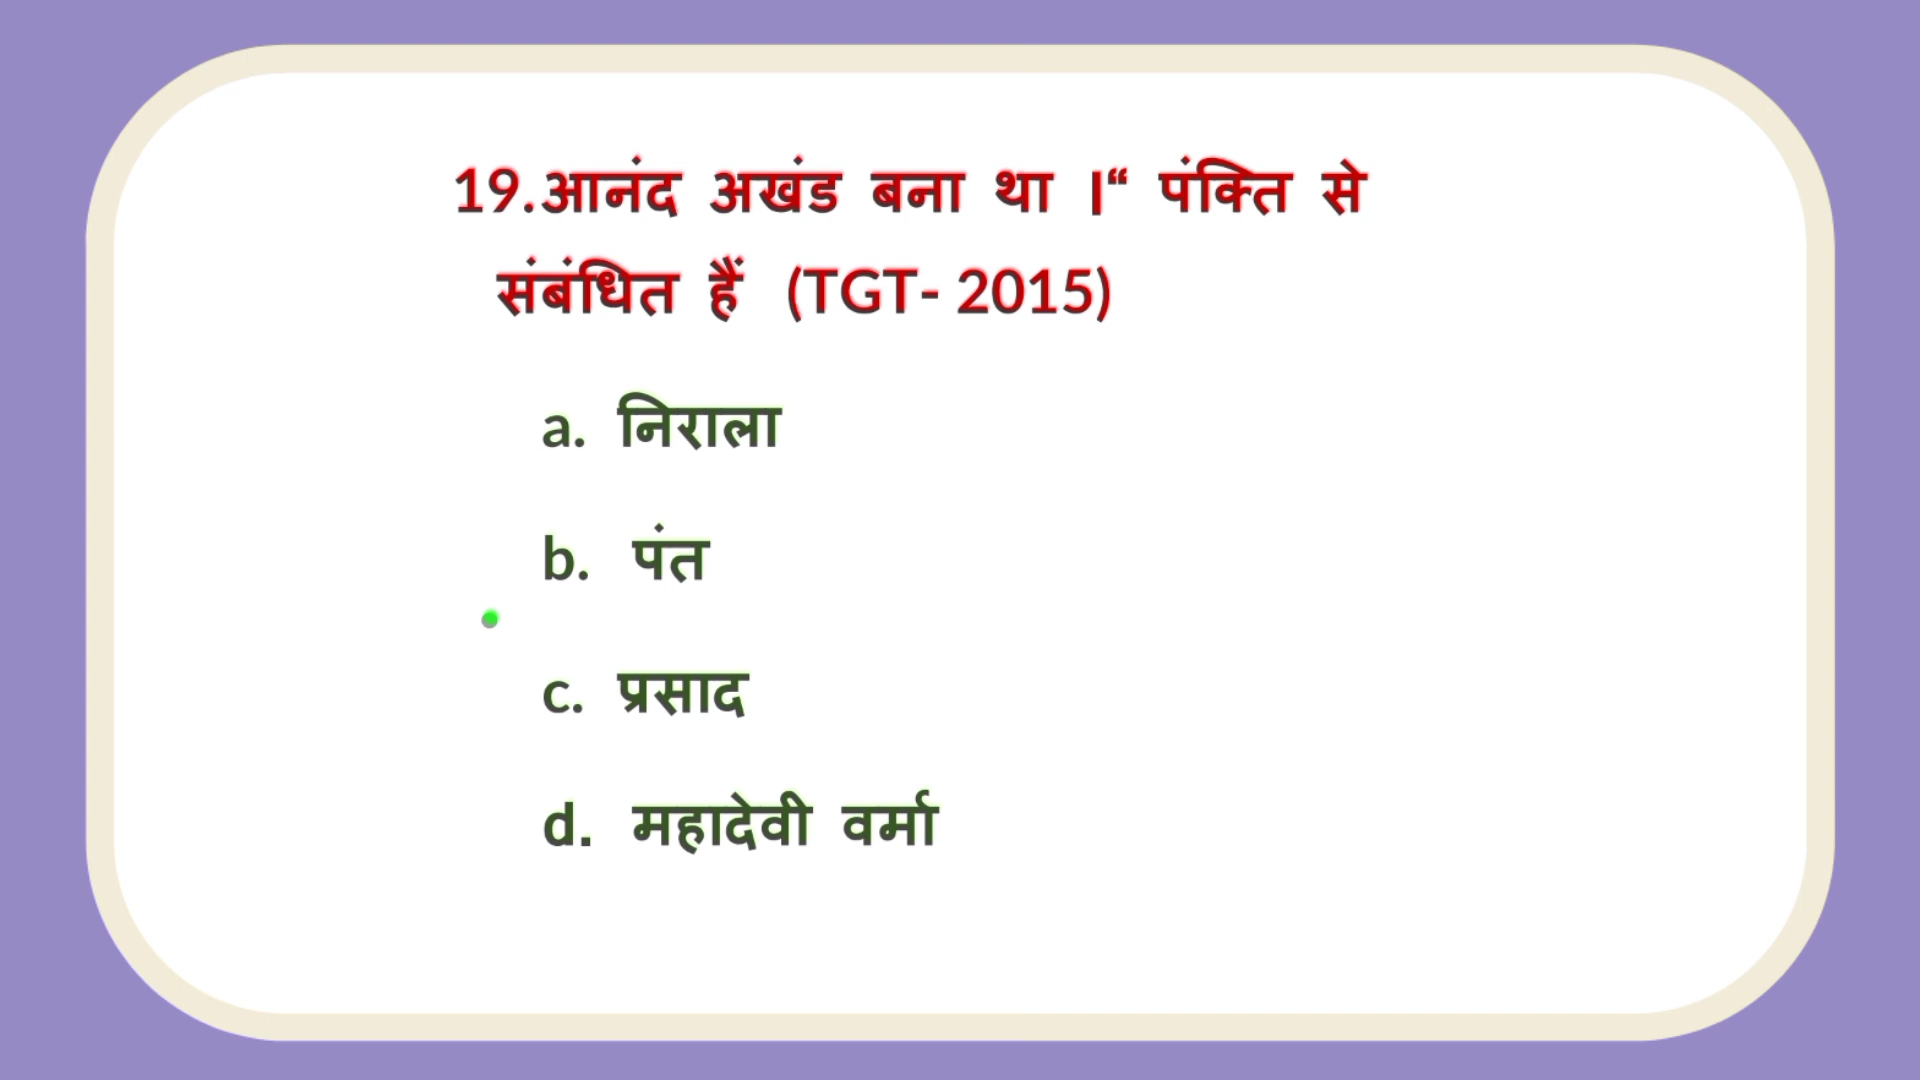 19.आनंद अखंड बना था ।“ पंक्ति से
संबंधित हैं (TGT- 2015)
a. निराला
b. पंत
c. प्रसाद
d. महादेवी वर्मा